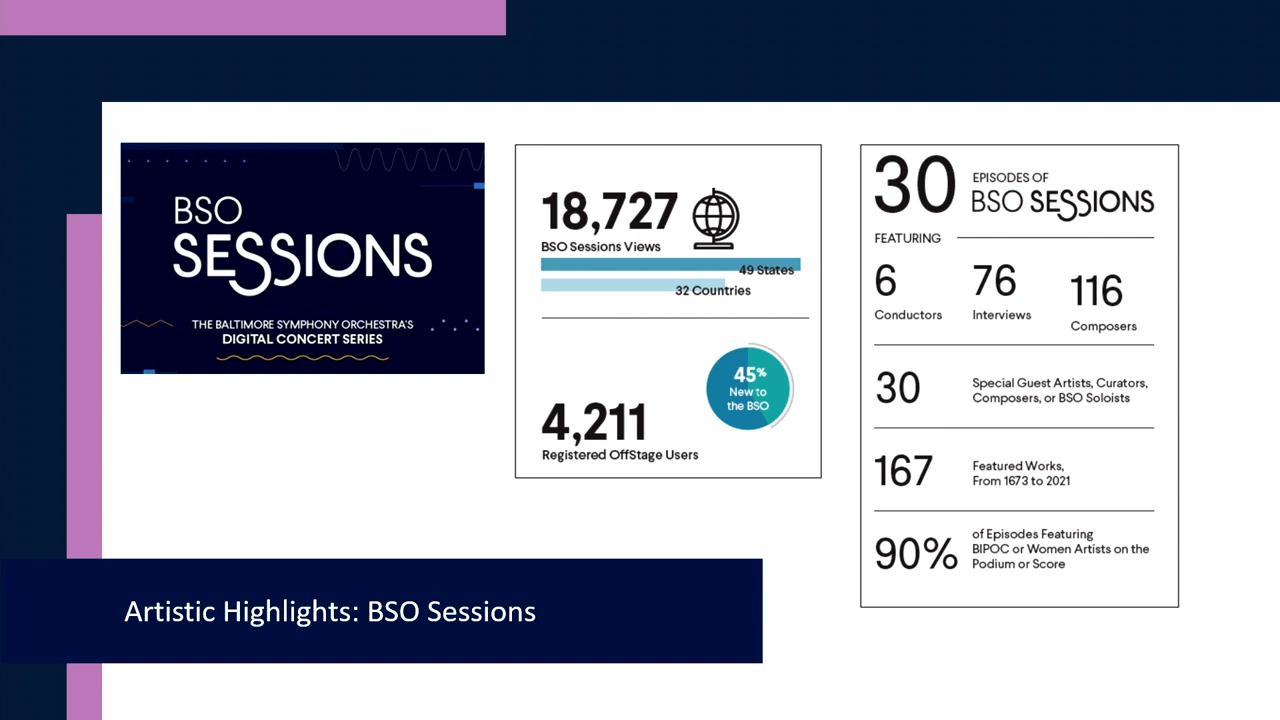 BSO
SESSIONS
THE BALTIMORE SYMPHONY ORCHESTRA'S
DIGITAL CONCERT SERIES
18,727
BSO Sessions Views
49 States
32 Countries
45%
New to
the BSO
4,211
Registered OffStage Users
30
EPISODES OF
BSO SESSIONS
FEATURING
6
Conductors
76
Interviews
116
Composers
30
Special Guest Artists, Curators,
Composers, or BSO Soloists
167
Featured Works,
From 1673 to 2021
90%
of Episodes Featuring
BIPOC or Women Artists on the
Podium or Score
Artistic Highlights: BSO Sessions